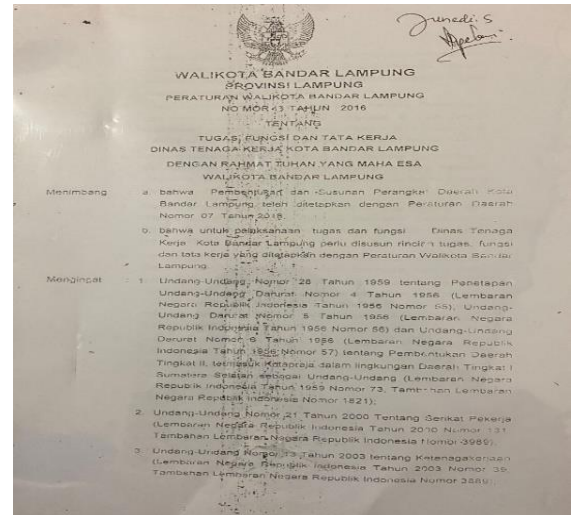 Junedi. S
WALIKOTA BANDAR LAMPUNG
PROVINSI LAMPUNG
PERATURAN WALIKOTA BANDAR LAMPUNG
NOMOR 43 TAHUN 2016
TENTANG
TUGAS, FUNGSI DAN TATA KERJA
DINAS TENAGA KERJA KOTA BANDAR LAMPUNG
DENGAN RAHMAT TUHAN YANG MAHA ESA
WALIKOTA BANDAR LAMPUNG
Menimbang : a. bahwa Pembentukan dan Susunan Perangkat Daerah Kota
Bandar Lampung telah ditetapkan dengan Peraturan Daerah
Nomor 07 Tahun 2016.
b. bahwa untuk pelaksanaan tugas dan fungsi Dinas Tenaga
Kerja Kota Bandar Lampung perlu disusun rincian tugas, fungsi
dan tata kerja yang ditetapkan dengan Peraturan Walikota Bandar
Lampung
Mengingat : 1. Undang-Undang Nomor 28 Tahun 1959 tentang Penetapan
Undang-Undang Darurat Nomor 4 Tahun 1956 (Lembaran
Negara Republik Indonesia Tahun 1956 Nomor 55), Undang-
Undang Darurat Nomor 5 Tahun 1956 (Lembaran Negara
Republik Indonesia Tahun 1956 Nomor 56) dan Undang-Undang
Darurat Nomor 6 Tahun 1956 (Lembaran Negara Republik
Indonesia Tahun 1956 Nomor 57) tentang Pembentukan Daerah
Tingkat II, termasuk Kotapraja dalam lingkungan Daerah Tingkat I
Sumatera Selatan sebagai Undang-Undang (Lembaran Negara
Republik Indonesia Tahun 1959 Nomor 73, Tambahan Lembaran
Negara Republik Indonesia Nomor 1821);
2. Undang-Undang Nomor 21 Tahun 2000 Tentang Serikat Pekerja
(Lembaran Negara Republik Indonesia Tahun 2000 Nomor 131,
Tambahan Lembaran Negara Republik Indonesia Nomor 3989);
3. Undang-Undang Nomor 13 Tahun 2003 tentang Ketenagakerjaan
(Lembaran Negara Republik Indonesia Tahun 2003 Nomor 39,
Tambahan Lembaran Negara Republik Indonesia Nomor 3889);